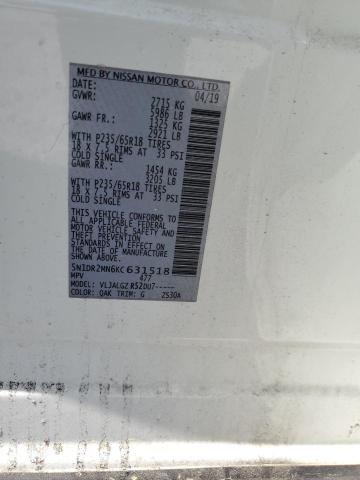 MFD BY NISSAN MOTOR CO., LTD.
DATE: 04/19
GVWR: 2715 KG
5986 LB
GAWR FR.: 1325 KG
2921 LB
WITH P235/65R18 TIRES
18 X 7.5 RIMS AT 33 PSI
COLD SINGLE
GAWR RR.: 1454 KG
3205 LB
WITH P235/65R18 TIRES
18 X 7.5 RIMS AT 33 PSI
COLD SINGLE
THIS VEHICLE CONFORMS TO
ALL APPLICABLE FEDERAL
MOTOR VEHICLE SAFETY AND
THEFT PREVENTION
STANDARDS IN EFFECT ON
THE DATE OF MANUFACTURE
SHOWN ABOVE.
5N1DR2MN6KC631518
MPV 477
MODEL: VLJALGZ R52DU7-----
COLOR: QAK TRIM: G ZS30A